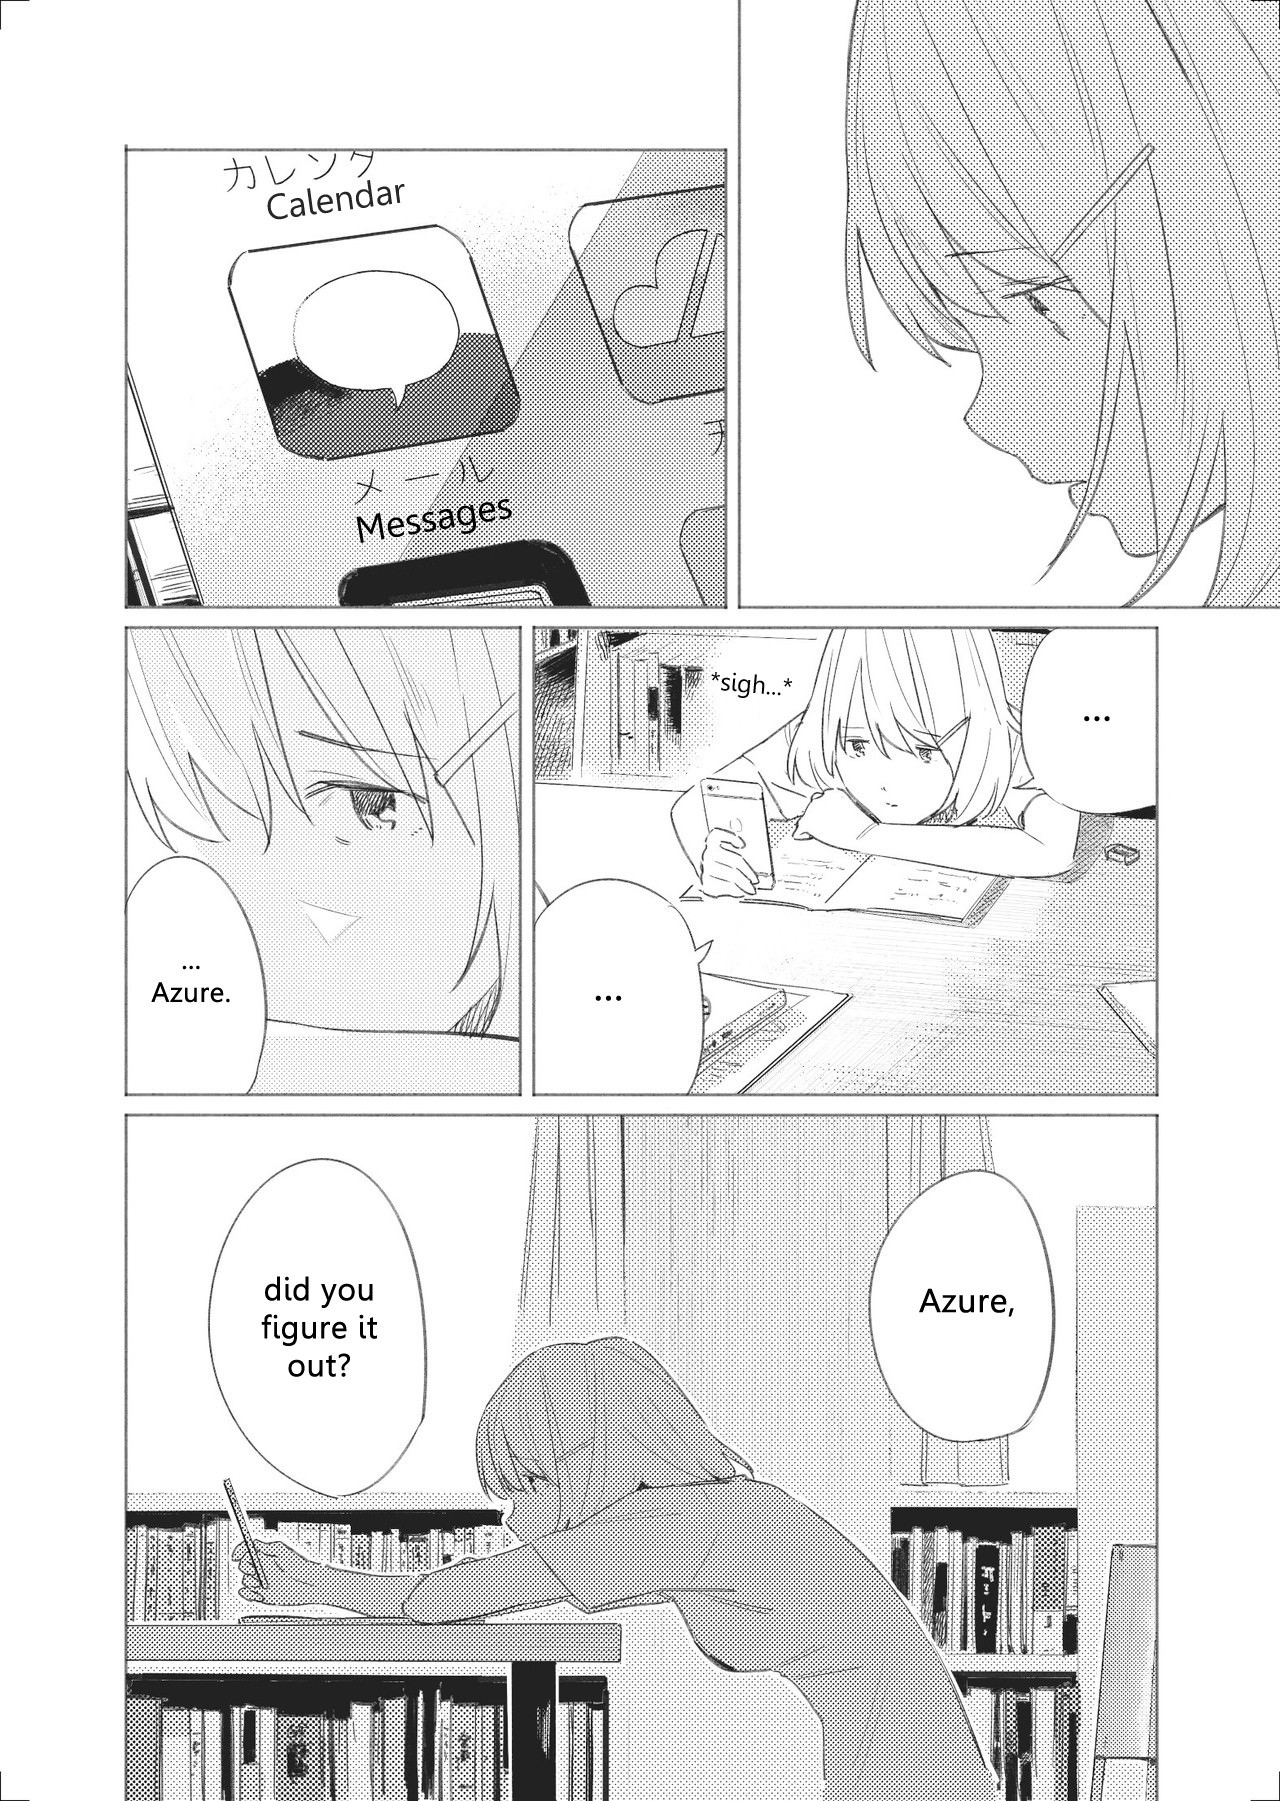 カレンダ
Calendar
メール
Messages
*sigh...*
...
...
...
Azure.
Azure,
did you
figure it
out?